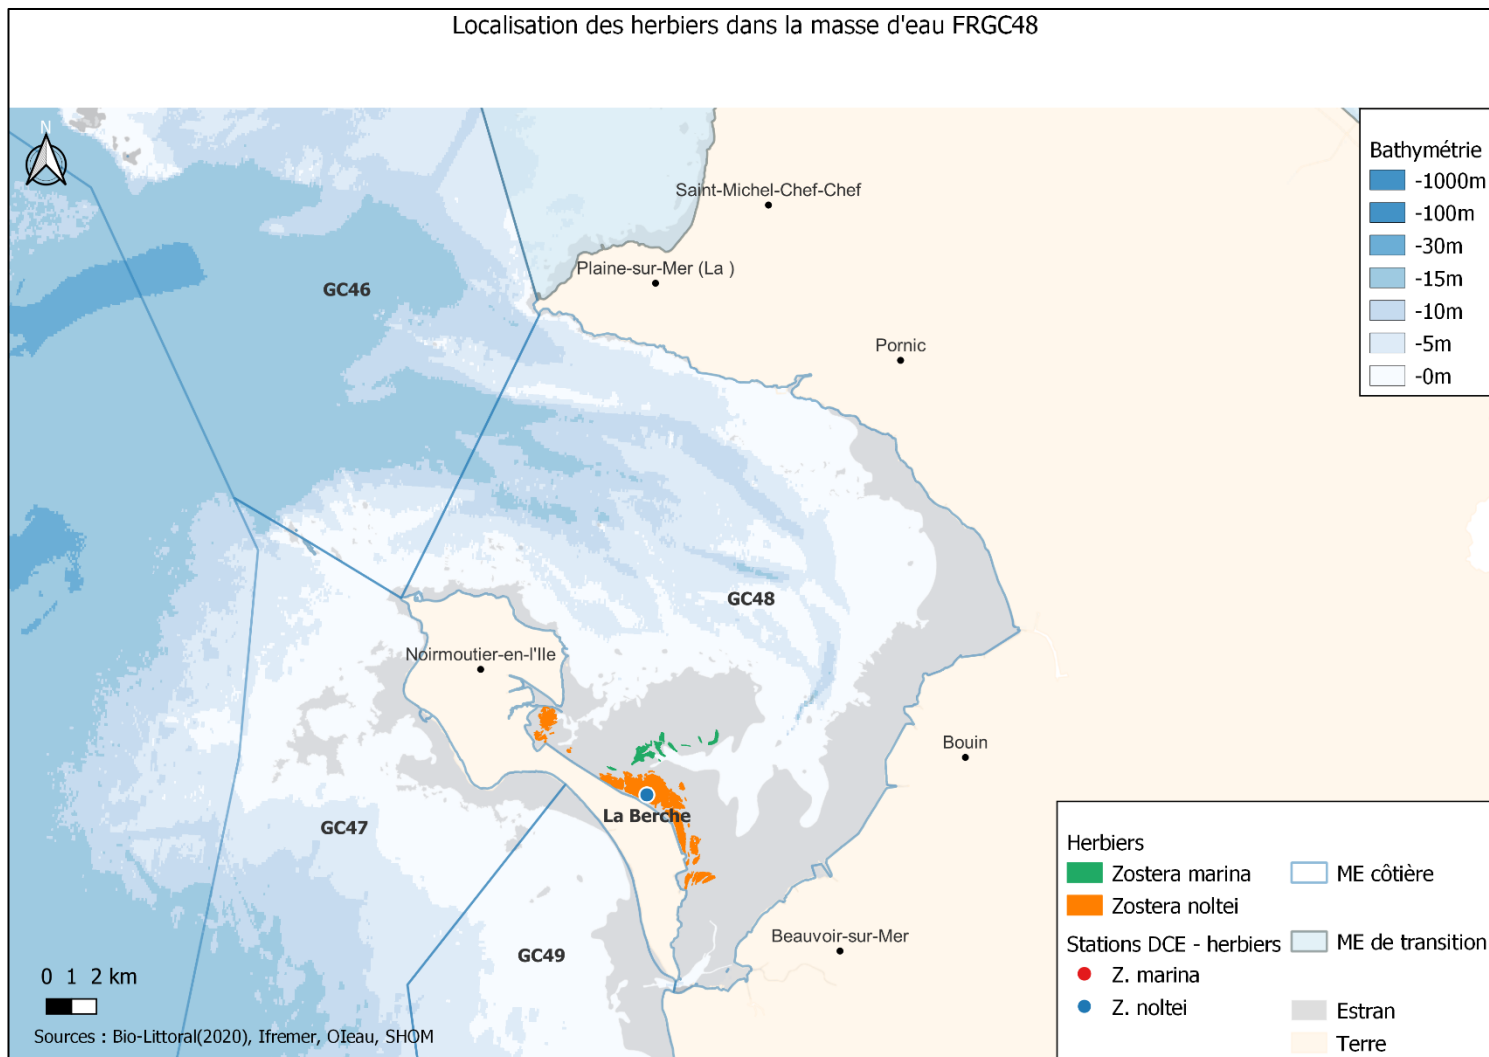 Localisation des herbiers dans la masse d'eau FRGC48
N
Bathymétrie
-1000m
-100m
-30m
-15m
-10m
-5m
-0m
Saint-Michel-Chef-Chef
Plaine-sur-Mer (La )
GC46
Pornic
GC48
Noirmoutier-en-l'Ile
Bouin
La Berche
GC47
Beauvoir-sur-Mer
GC49
Herbiers
Zostera marina
Zostera noltei
Stations DCE - herbiers
Z. marina
Z. noltei
ME côtière
ME de transition
Estran
Terre
0 1 2 km
Sources : Bio-Littoral(2020), Ifremer, OIeau, SHOM